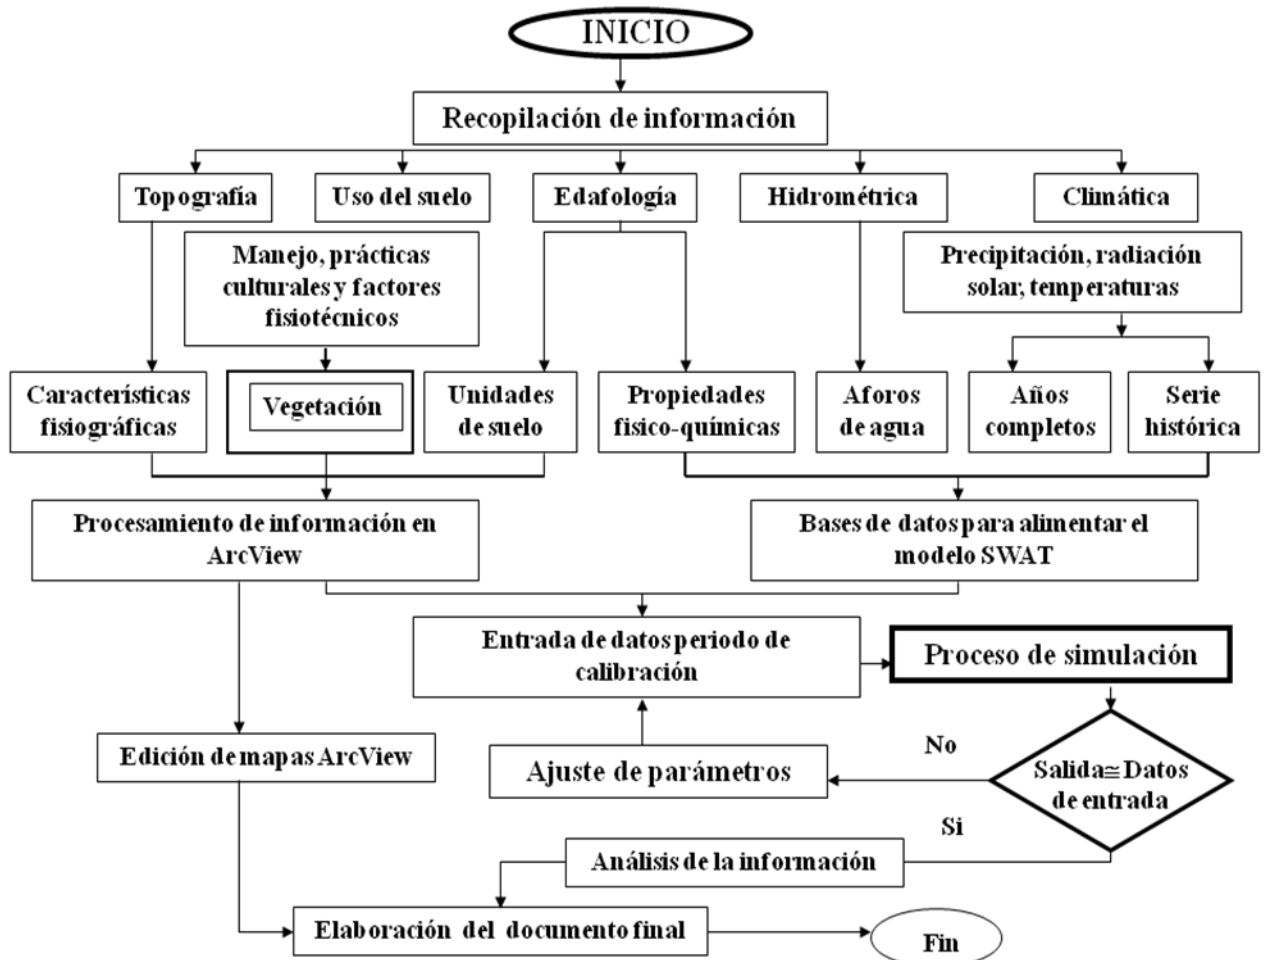 INICIO
Recopilación de información
Topografía
Uso del suelo
Edafología
Hidrométrica
Climática
Manejo, prácticas
culturales y factores
fisiotécnicos
Precipitación, radiación
solar, temperaturas
Características
fisiográficas
Vegetación
Unidades
de suelo
Propiedades
fisico-químicas
Aforos
de agua
Años
completos
Serie
histórica
Procesamiento de información en
ArcView
Bases de datos para alimentar el
modelo SWAT
Entrada de datos periodo de
calibración
Proceso de simulación
Edición de mapas ArcView
Ajuste de parámetros
No
Salida≅Datos
de entrada
Si
Análisis de la información
Elaboración del documento final
Fin